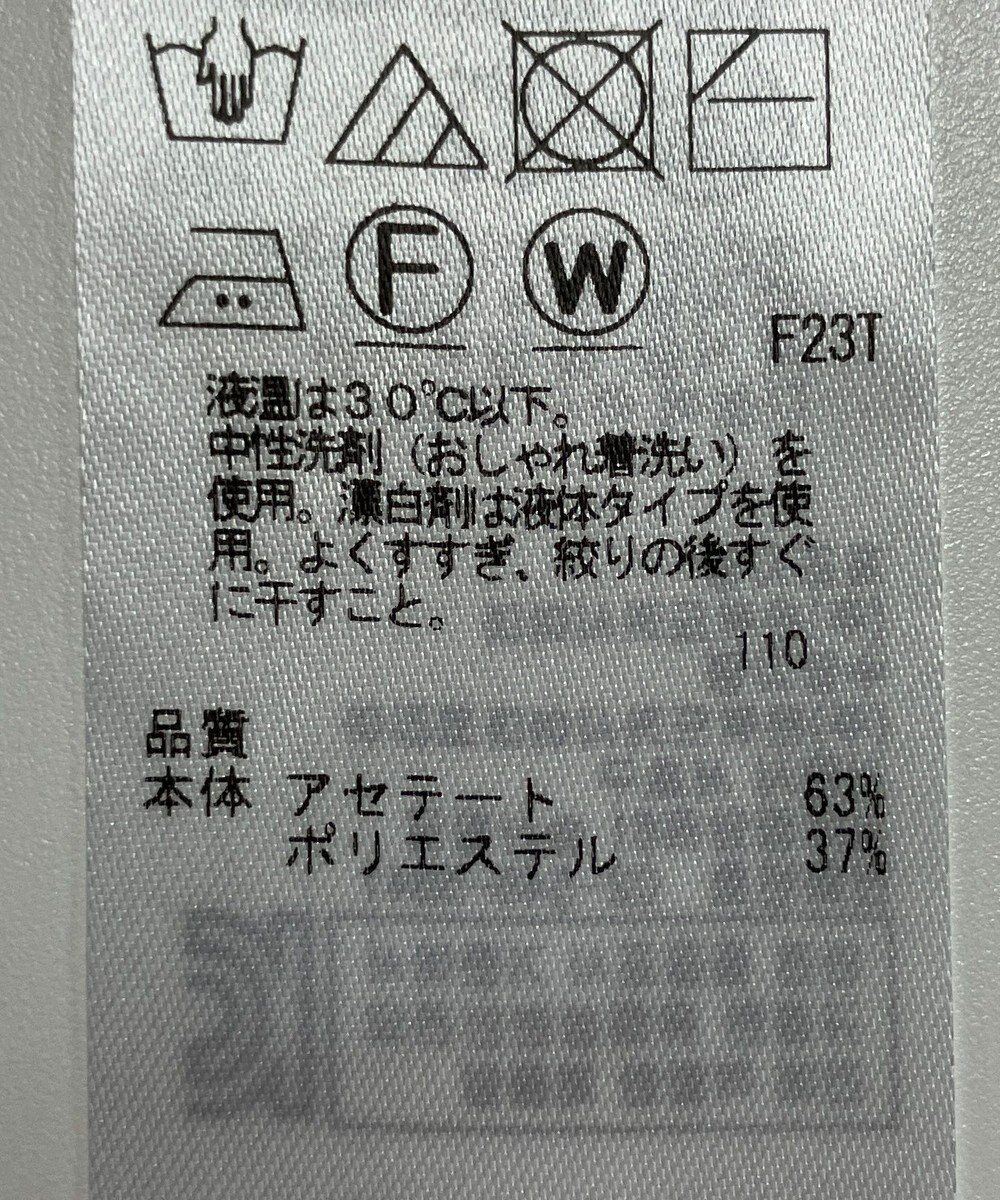 F
W
F23T
液温は30℃以下。
中性洗剤（おしゃれ着洗い）を
使用。漂白剤は液体タイプを使
用。よくすすぎ、絞りの後すぐ
に干すこと。
110
品質
本体 アセテート 63%
ポリエステル 37%